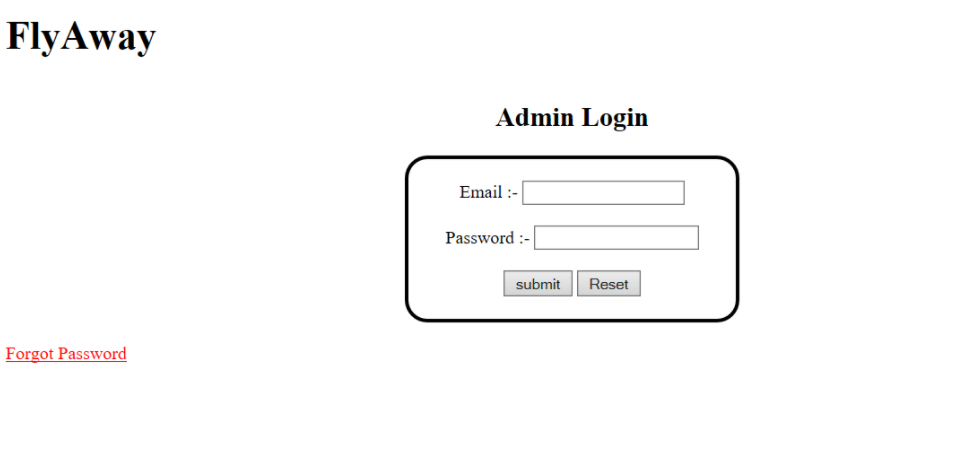 FlyAway
Admin Login
Email :-
Password :-
submit Reset
Forgot Password